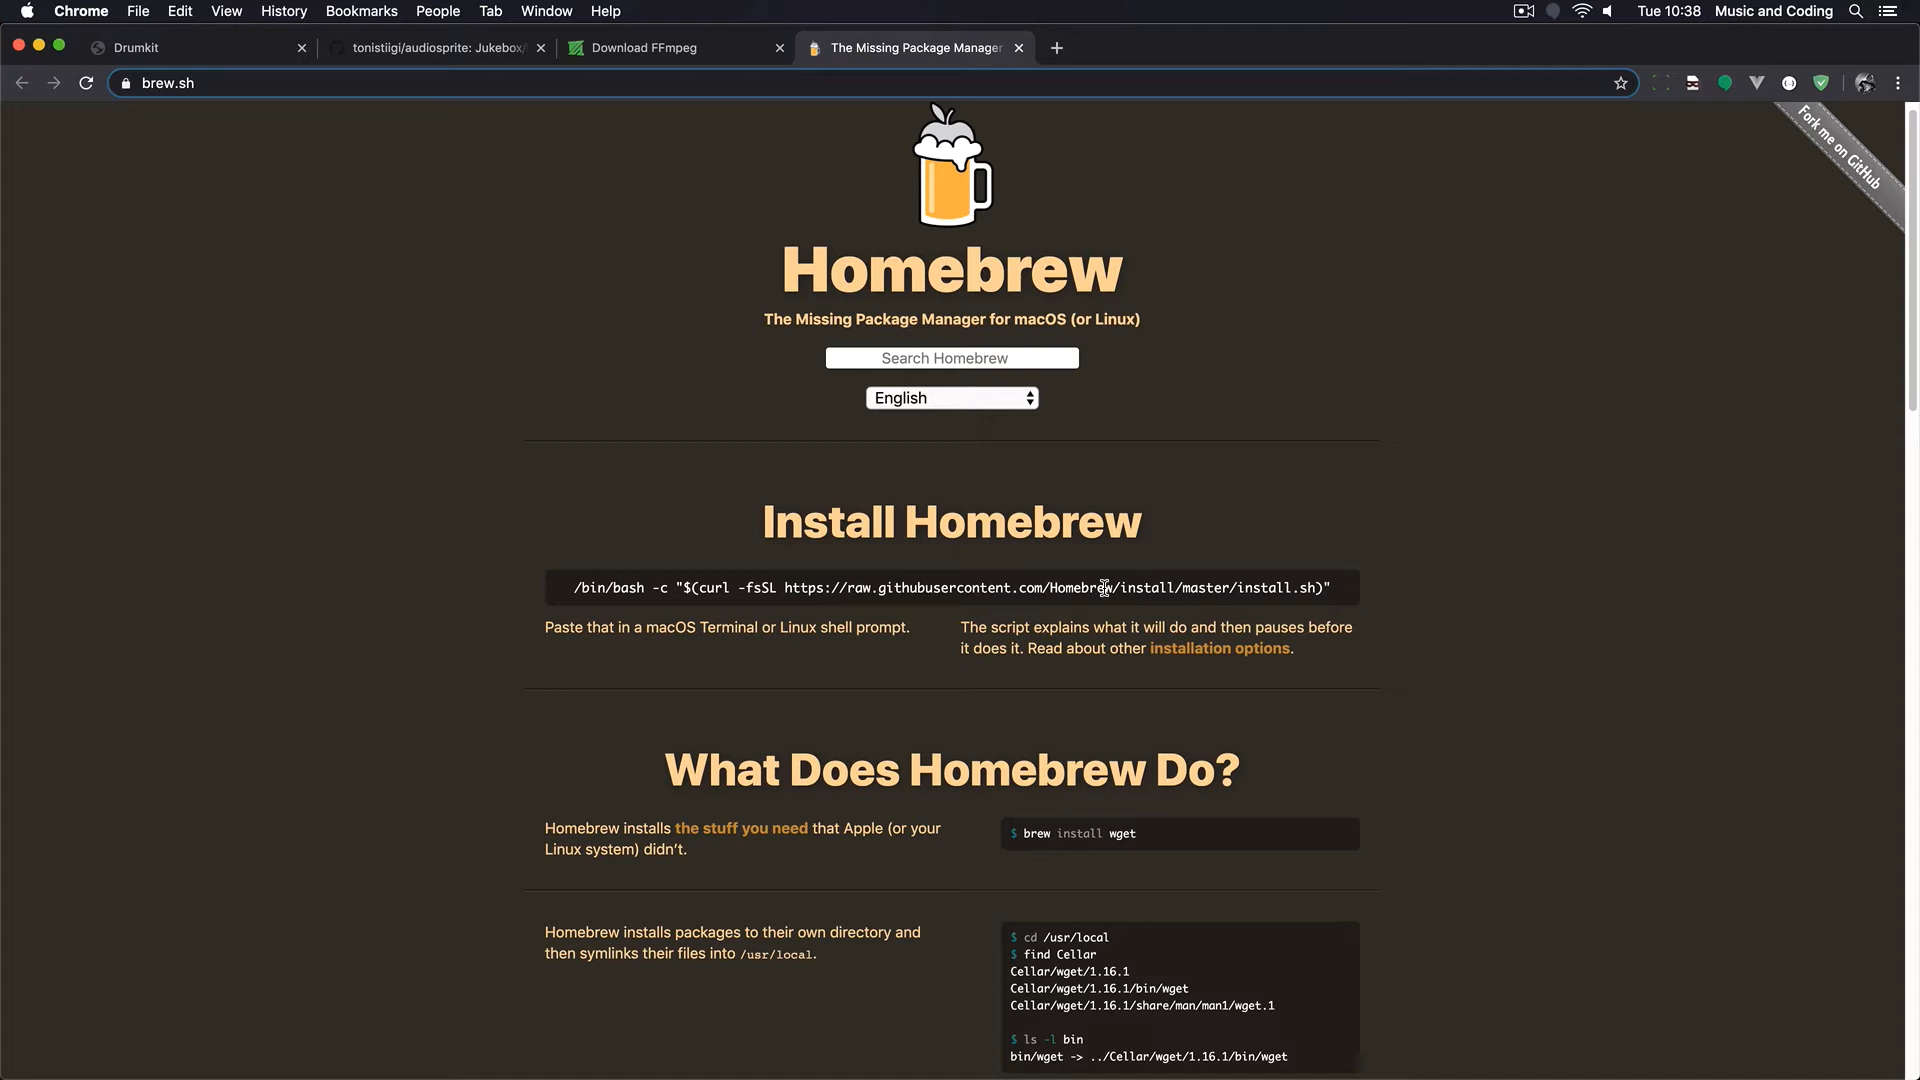 Chrome File Edit View History Bookmarks People Tab Window Help Tue 10:38 Music and Coding
Drumkit tonistiigi/audiosprite: Jukebox/ Download FFmpeg The Missing Package Manager
brew.sh
Fork me on GitHub
Homebrew
The Missing Package Manager for macOS (or Linux)
Search Homebrew
English
Install Homebrew
/bin/bash -c "$(curl -fsSL https://raw.githubusercontent.com/Homebrew/install/master/install.sh)"
Paste that in a macOS Terminal or Linux shell prompt.
The script explains what it will do and then pauses before
it does it. Read about other installation options.
What Does Homebrew Do?
Homebrew installs the stuff you need that Apple (or your
Linux system) didn’t.
$ brew install wget
Homebrew installs packages to their own directory and
then symlinks their files into /usr/local.
$ cd /usr/local
$ find Cellar
Cellar/wget/1.16.1
Cellar/wget/1.16.1/bin/wget
Cellar/wget/1.16.1/share/man/man1/wget.1
$ ls -l bin
bin/wget -> ../Cellar/wget/1.16.1/bin/wget